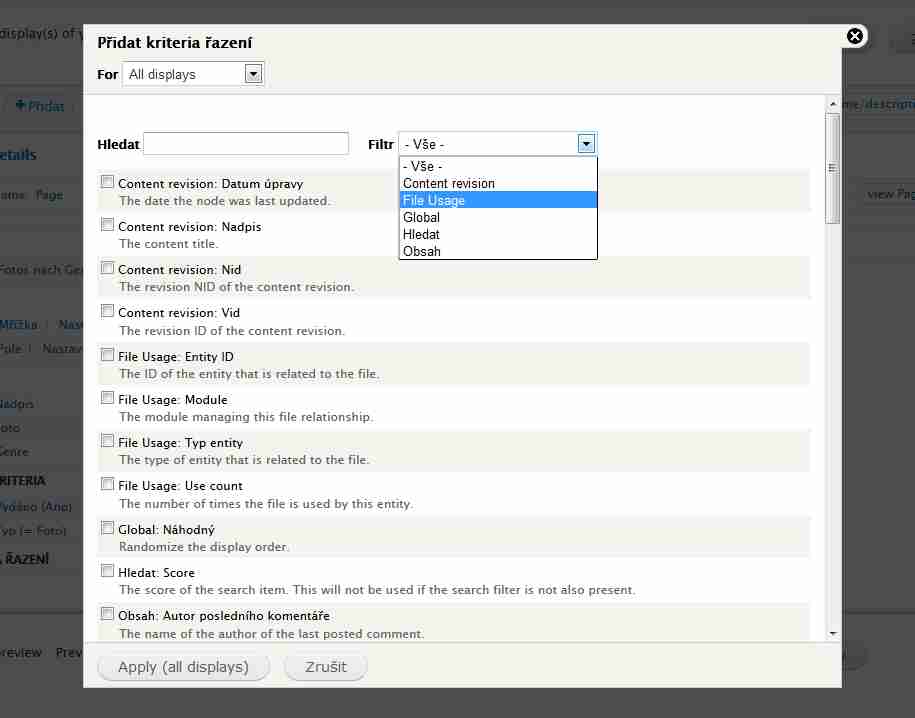 display(s) of
Přidat kriteria řazení
For All displays
Přidat
me/descripti
Hledat
Filtr - Vše -
- Vše -
Content revision
File Usage
Global
Hledat
Obsah
etails
Page
view Pag
Content revision: Datum úpravy
The date the node was last updated.
Content revision: Nadpis
The content title.
Fotos nach Ge
Content revision: Nid
The revision NID of the content revision.
Content revision: Vid
The revision ID of the content revision.
Mřížka Nas
Pole Nastav
File Usage: Entity ID
The ID of the entity that is related to the file.
File Usage: Module
The module managing this file relationship.
Nadpis
oto
Genre
File Usage: Typ entity
The type of entity that is related to the file.
RITERIA
File Usage: Use count
The number of times the file is used by this entity.
Vydáno (Ano)
Typ (= Foto)
Global: Náhodný
Randomize the display order.
A ŘAZENÍ
Hledat: Score
The score of the search item. This will not be used if the search filter is not also present.
Obsah: Autor posledního komentáře
The name of the author of the last posted comment.
review Prev
Apply (all displays)
Zrušit